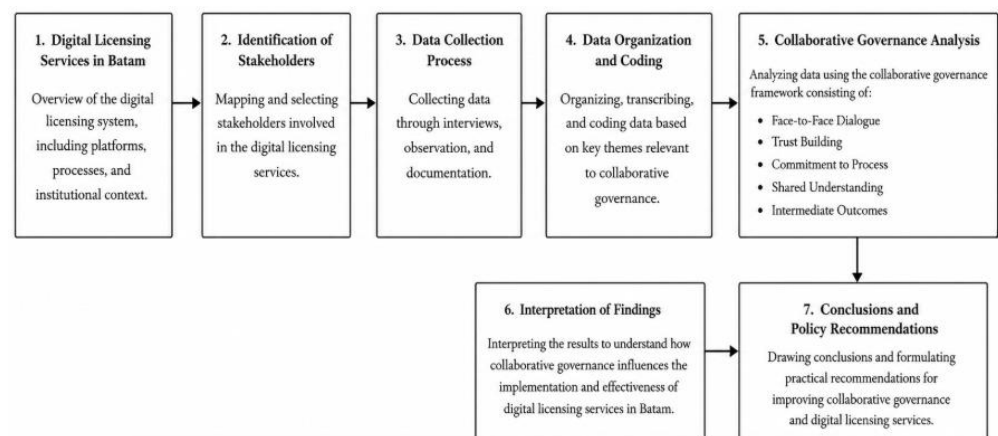 1. Digital Licensing
Services in Batam
Overview of the digital
licensing system,
including platforms,
processes, and
institutional context.
2. Identification of
Stakeholders
Mapping and selecting
stakeholders involved
in the digital licensing
services.
3. Data Collection
Process
Collecting data
through interviews,
observation, and
documentation.
4. Data Organization
and Coding
Organizing, transcribing,
and coding data based
on key themes relevant
to collaborative
governance.
5. Collaborative Governance Analysis
Analyzing data using the collaborative governance
framework consisting of:
• Face-to-Face Dialogue
• Trust Building
• Commitment to Process
• Shared Understanding
• Intermediate Outcomes
6. Interpretation of Findings
Interpreting the results to understand how
collaborative governance influences the
implementation and effectiveness of
digital licensing services in Batam.
7. Conclusions and
Policy Recommendations
Drawing conclusions and formulating
practical recommendations for
improving collaborative governance
and digital licensing services.